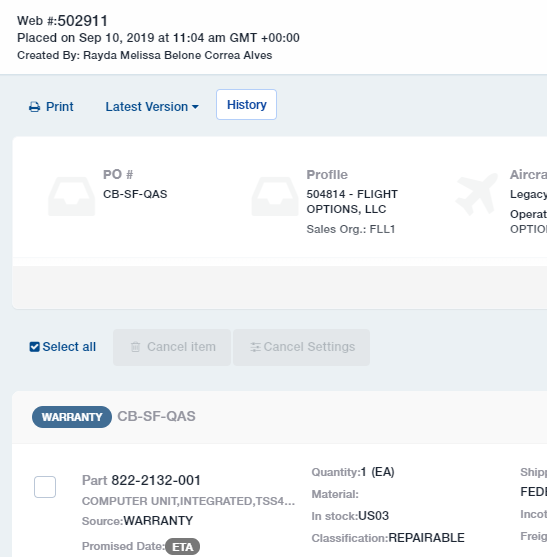 Web #:502911
Placed on Sep 10, 2019 at 11:04 am GMT +00:00
Created By: Rayda Melissa Belone Correa Alves
Print Latest Version History
PO #
CB-SF-QAS
Profile
504814 - FLIGHT
OPTIONS, LLC
Sales Org.: FLL1
Aircra
Legacy
Operat
OPTIO
Select all Cancel item Cancel Settings
WARRANTY CB-SF-QAS
Part 822-2132-001
COMPUTER UNIT,INTEGRATED,TSS4...
Source:WARRANTY
Promised Date: ETA
Quantity:1 (EA)
Material:
In stock:US03
Classification:REPAIRABLE
Shipp
FEDE
Incot
Freig